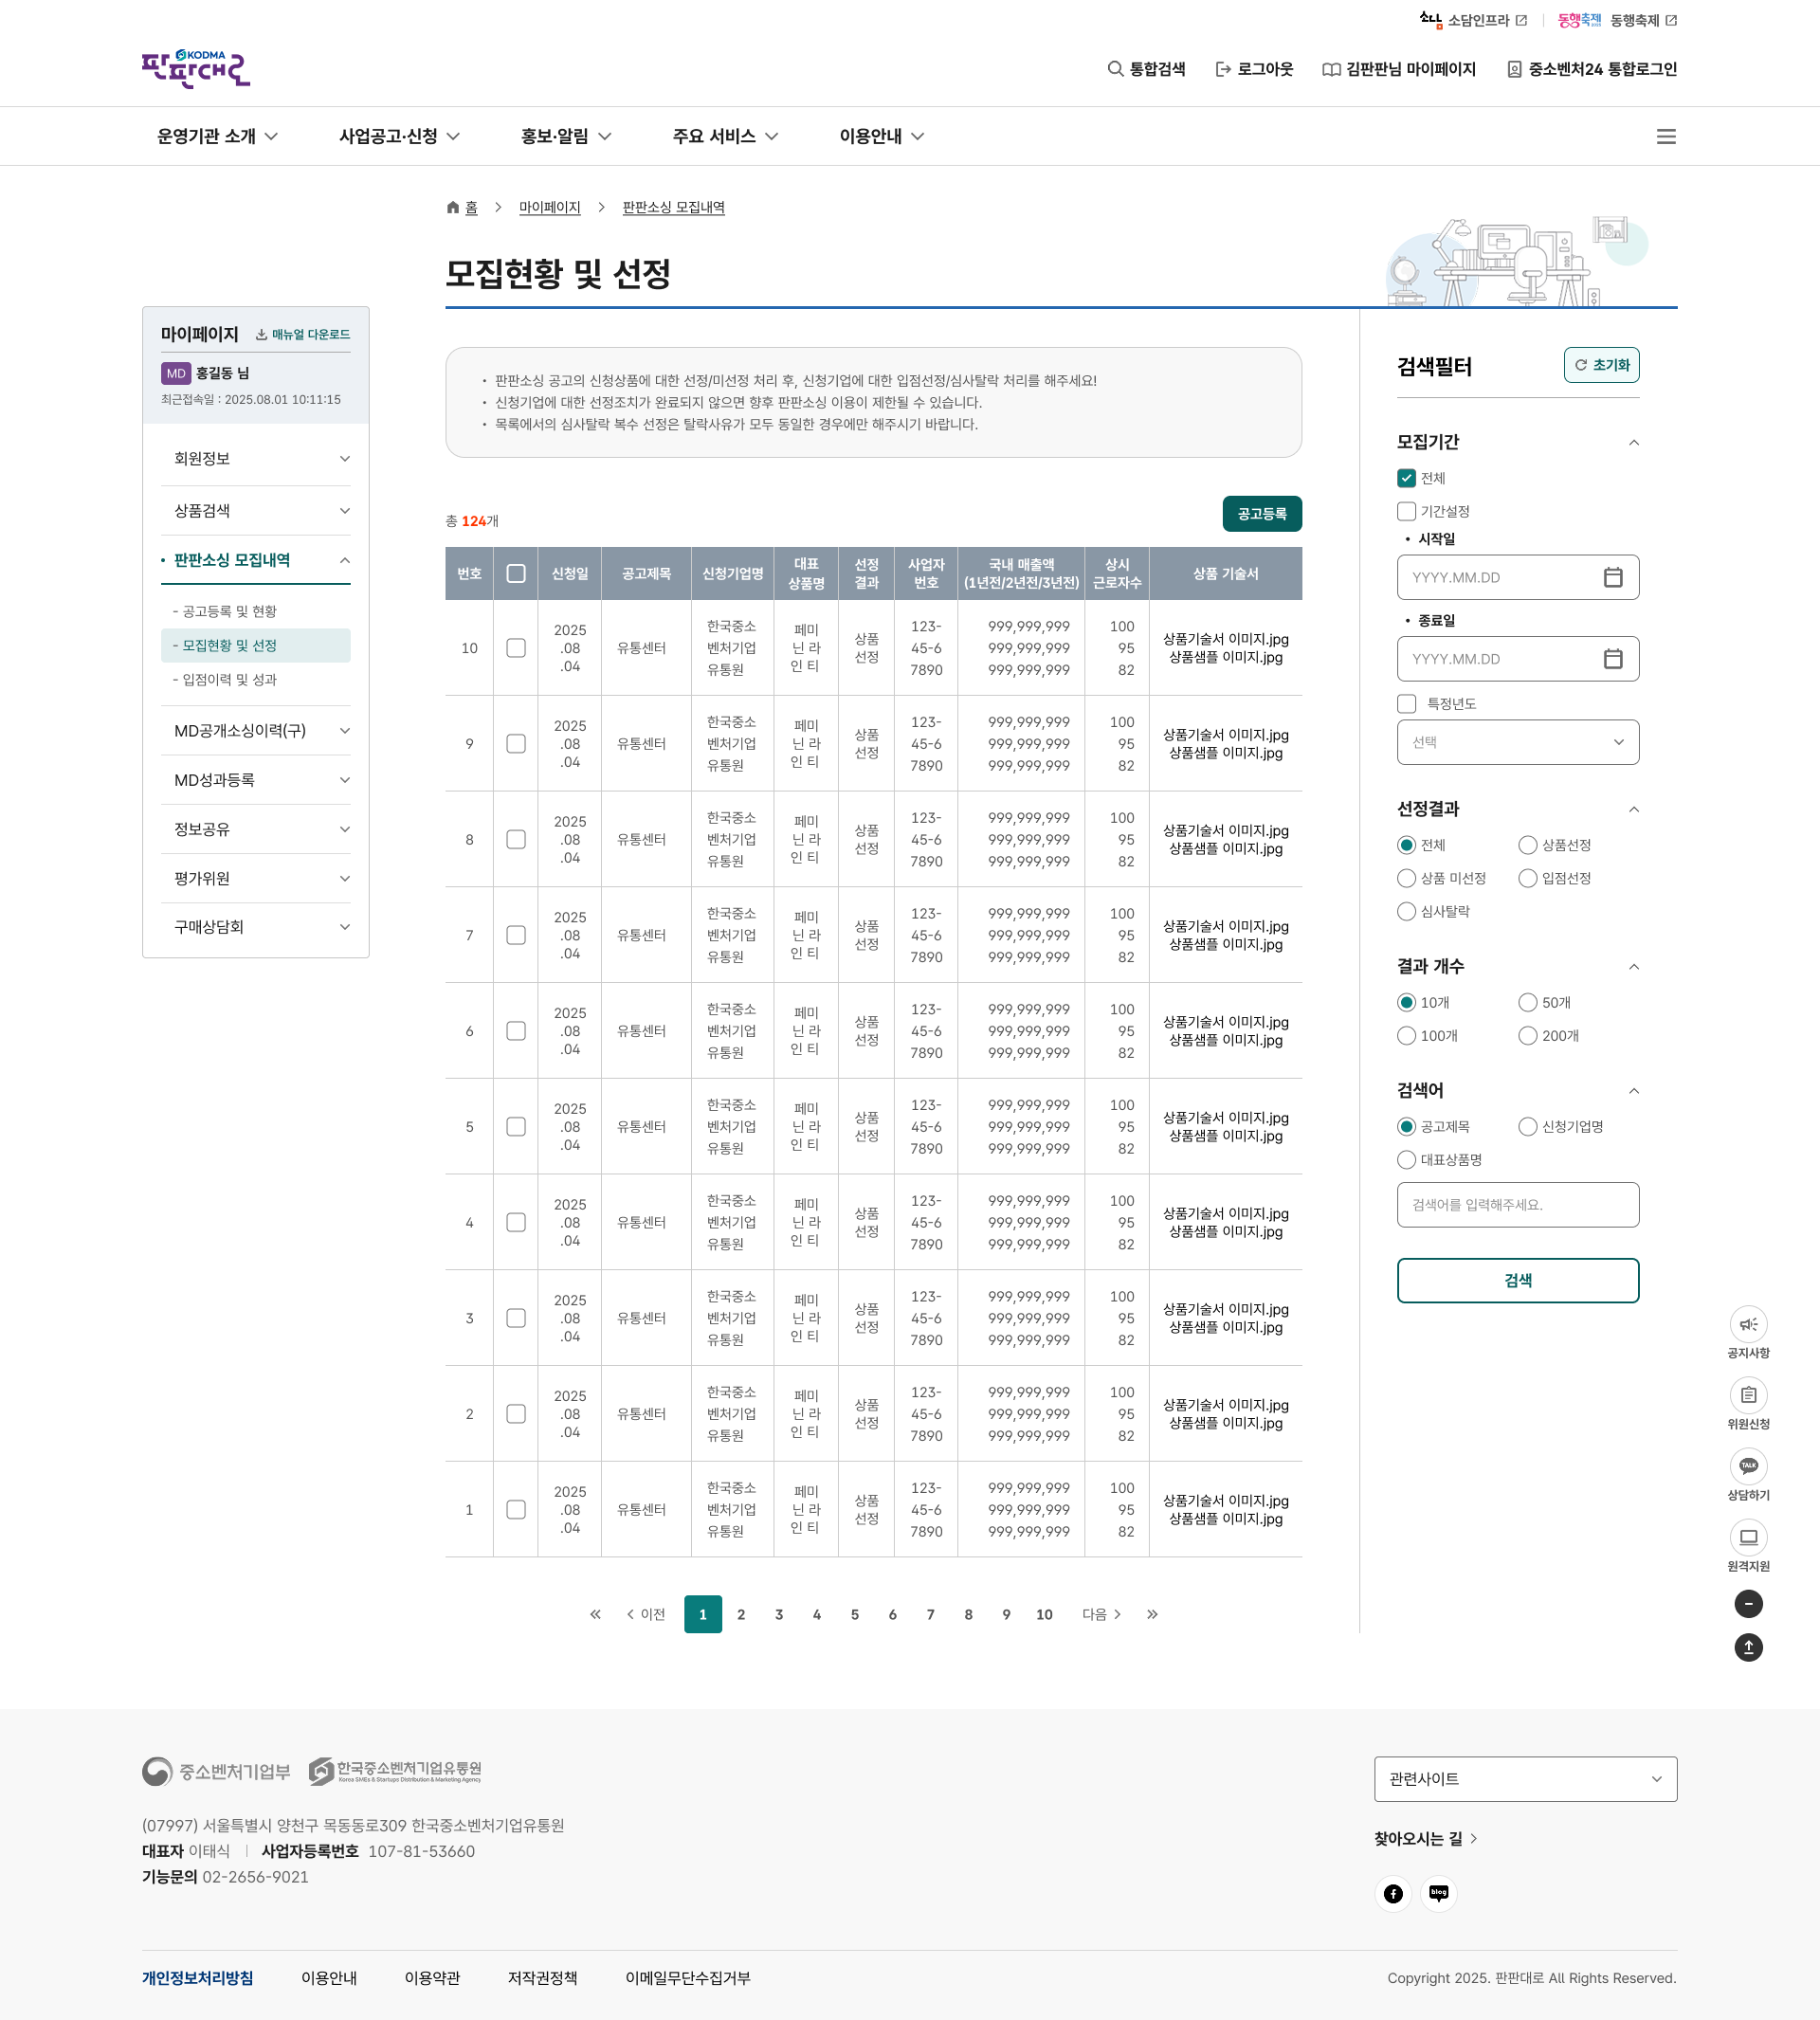 소담
소담인프라
동행축제
동행축제
KODMA
판판대로
통합검색
로그아웃
김판판님 마이페이지
중소벤처24 통합로그인
운영기관 소개
사업공고·신청
홍보·알림
주요 서비스
이용안내
홈 > 마이페이지 > 판판소싱 모집내역
모집현황 및 선정
마이페이지
매뉴얼 다운로드
MD 홍길동 님
최근접속일 : 2025.08.01 10:11:15
회원정보
상품검색
• 판판소싱 모집내역
- 공고등록 및 현황
- 모집현황 및 선정
- 입점이력 및 성과
MD공개소싱이력(구)
MD성과등록
정보공유
평가위원
구매상담회
• 판판소싱 공고의 신청상품에 대한 선정/미선정 처리 후, 신청기업에 대한 입점선정/심사탈락 처리를 해주세요!
• 신청기업에 대한 선정조치가 완료되지 않으면 향후 판판소싱 이용이 제한될 수 있습니다.
• 목록에서의 심사탈락 복수 선정은 탈락사유가 모두 동일한 경우에만 해주시기 바랍니다.
총 124개
공고등록
번호 신청일 공고제목 신청기업명 대표 상품명 선정 결과 사업자 번호 국내 매출액 (1년전/2년전/3년전) 상시 근로자수 상품 기술서
10 2025.08.04 유통센터 한국중소벤처기업유통원 페미닌 라인 티 상품선정 123-45-67890 999,999,999 999,999,999 999,999,999 100 95 82 상품기술서 이미지.jpg 상품샘플 이미지.jpg
9 2025.08.04 유통센터 한국중소벤처기업유통원 페미닌 라인 티 상품선정 123-45-67890 999,999,999 999,999,999 999,999,999 100 95 82 상품기술서 이미지.jpg 상품샘플 이미지.jpg
8 2025.08.04 유통센터 한국중소벤처기업유통원 페미닌 라인 티 상품선정 123-45-67890 999,999,999 999,999,999 999,999,999 100 95 82 상품기술서 이미지.jpg 상품샘플 이미지.jpg
7 2025.08.04 유통센터 한국중소벤처기업유통원 페미닌 라인 티 상품선정 123-45-67890 999,999,999 999,999,999 999,999,999 100 95 82 상품기술서 이미지.jpg 상품샘플 이미지.jpg
6 2025.08.04 유통센터 한국중소벤처기업유통원 페미닌 라인 티 상품선정 123-45-67890 999,999,999 999,999,999 999,999,999 100 95 82 상품기술서 이미지.jpg 상품샘플 이미지.jpg
5 2025.08.04 유통센터 한국중소벤처기업유통원 페미닌 라인 티 상품선정 123-45-67890 999,999,999 999,999,999 999,999,999 100 95 82 상품기술서 이미지.jpg 상품샘플 이미지.jpg
4 2025.08.04 유통센터 한국중소벤처기업유통원 페미닌 라인 티 상품선정 123-45-67890 999,999,999 999,999,999 999,999,999 100 95 82 상품기술서 이미지.jpg 상품샘플 이미지.jpg
3 2025.08.04 유통센터 한국중소벤처기업유통원 페미닌 라인 티 상품선정 123-45-67890 999,999,999 999,999,999 999,999,999 100 95 82 상품기술서 이미지.jpg 상품샘플 이미지.jpg
2 2025.08.04 유통센터 한국중소벤처기업유통원 페미닌 라인 티 상품선정 123-45-67890 999,999,999 999,999,999 999,999,999 100 95 82 상품기술서 이미지.jpg 상품샘플 이미지.jpg
1 2025.08.04 유통센터 한국중소벤처기업유통원 페미닌 라인 티 상품선정 123-45-67890 999,999,999 999,999,999 999,999,999 100 95 82 상품기술서 이미지.jpg 상품샘플 이미지.jpg
« < 이전 1 2 3 4 5 6 7 8 9 10 다음 > »
검색필터
초기화
모집기간
전체
기간설정
• 시작일
YYYY.MM.DD
• 종료일
YYYY.MM.DD
특정년도
선택
선정결과
전체 상품선정
상품 미선정 입점선정
심사탈락
결과 개수
10개 50개
100개 200개
검색어
공고제목 신청기업명
대표상품명
검색어를 입력해주세요.
검색
공지사항
위원신청
TALK
상담하기
원격지원
중소벤처기업부
한국중소벤처기업유통원
Korea SMEs & Startups Distribution & Marketing Agency
(07997) 서울특별시 양천구 목동동로309 한국중소벤처기업유통원
대표자 이태식 | 사업자등록번호 107-81-53660
기능문의 02-2656-9021
관련사이트
찾아오시는 길 >
blog
개인정보처리방침
이용안내
이용약관
저작권정책
이메일무단수집거부
Copyright 2025. 판판대로 All Rights Reserved.